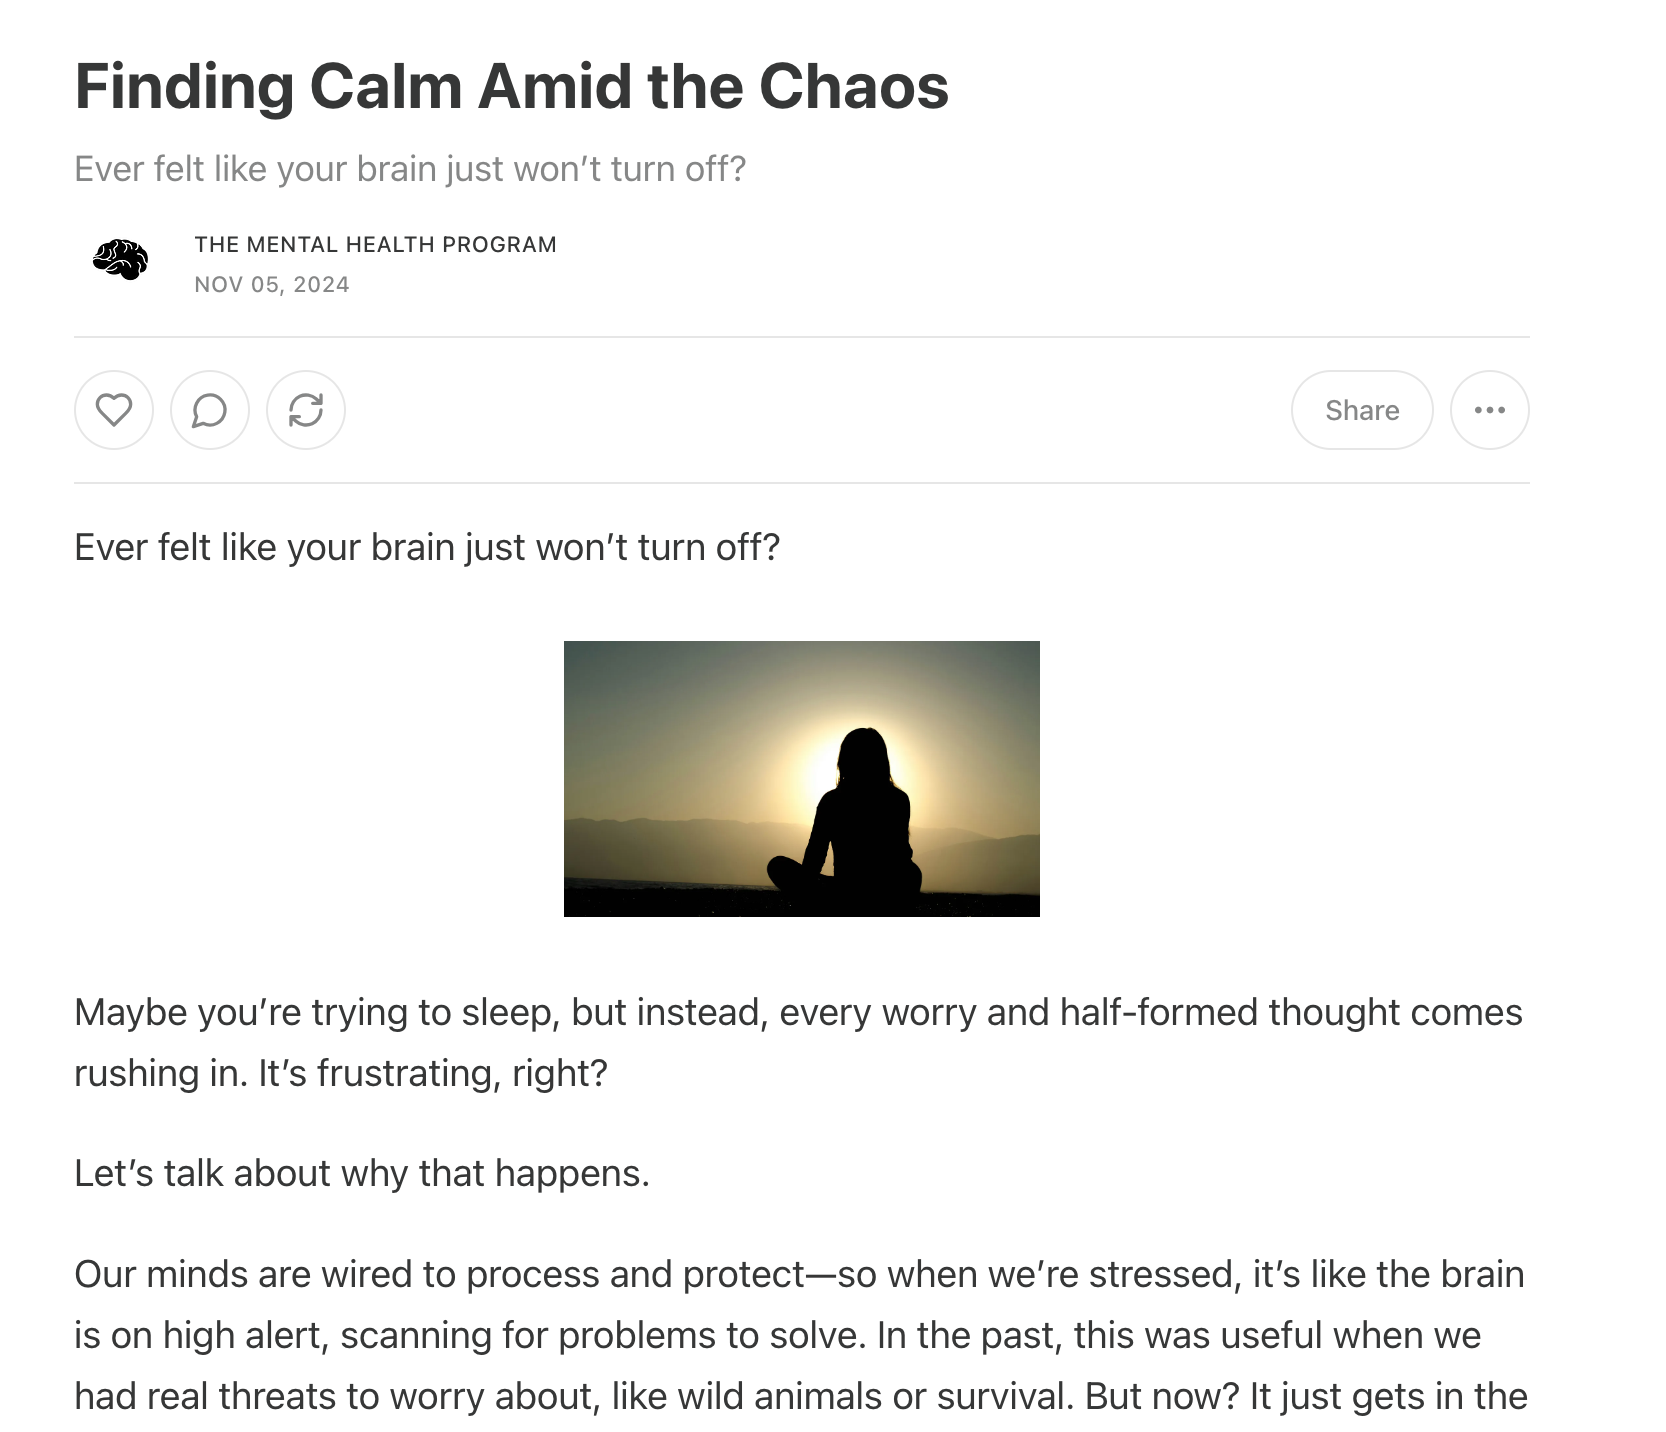 Finding Calm Amid the Chaos
Ever felt like your brain just won’t turn off?
THE MENTAL HEALTH PROGRAM
NOV 05, 2024
Share
Ever felt like your brain just won’t turn off?
Maybe you’re trying to sleep, but instead, every worry and half-formed thought comes
rushing in. It’s frustrating, right?
Let’s talk about why that happens.
Our minds are wired to process and protect—so when we’re stressed, it’s like the brain
is on high alert, scanning for problems to solve. In the past, this was useful when we
had real threats to worry about, like wild animals or survival. But now? It just gets in the